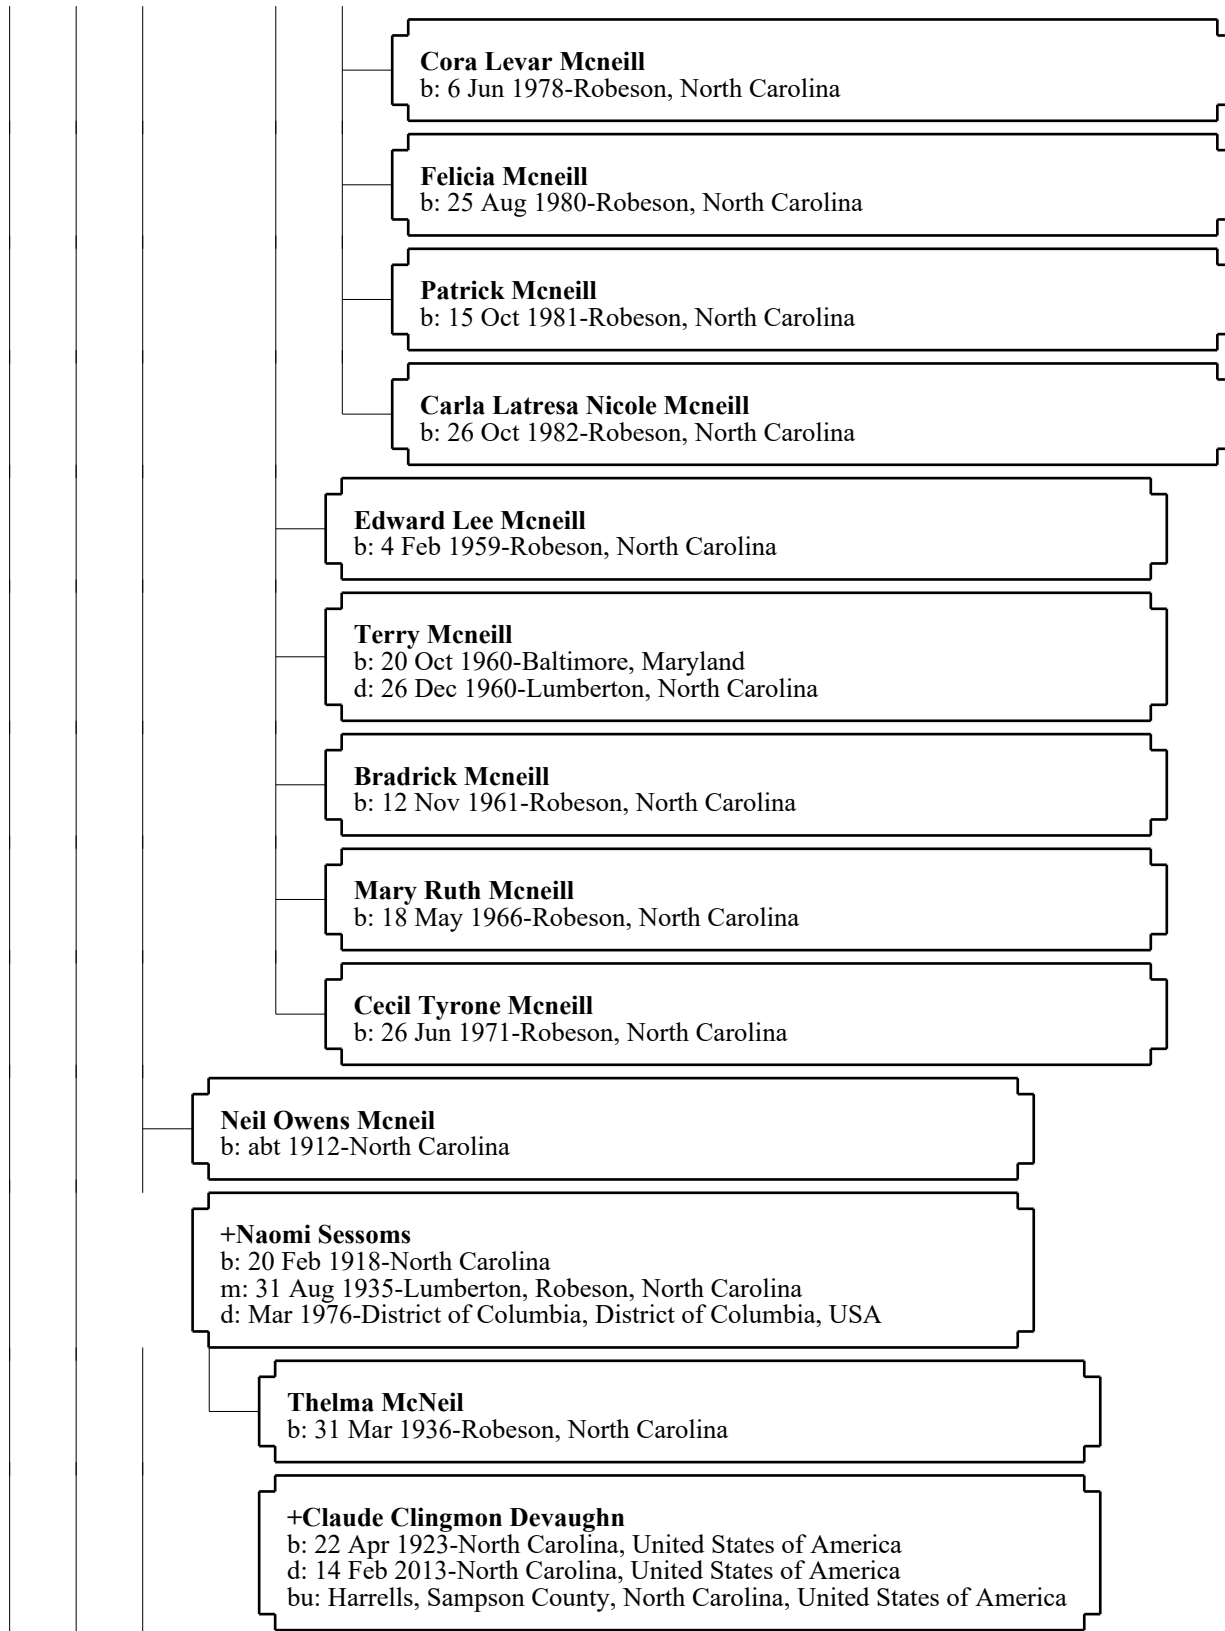 Cora Levar Mcneill
b: 6 Jun 1978-Robeson, North Carolina
Felicia Mcneill
b: 25 Aug 1980-Robeson, North Carolina
Patrick Mcneill
b: 15 Oct 1981-Robeson, North Carolina
Carla Latresa Nicole Mcneill
b: 26 Oct 1982-Robeson, North Carolina
Edward Lee Mcneill
b: 4 Feb 1959-Robeson, North Carolina
Terry Mcneill
b: 20 Oct 1960-Baltimore, Maryland
d: 26 Dec 1960-Lumberton, North Carolina
Bradrick Mcneill
b: 12 Nov 1961-Robeson, North Carolina
Mary Ruth Mcneill
b: 18 May 1966-Robeson, North Carolina
Cecil Tyrone Mcneill
b: 26 Jun 1971-Robeson, North Carolina
Neil Owens Mcneil
b: abt 1912-North Carolina
+Naomi Sessoms
b: 20 Feb 1918-North Carolina
m: 31 Aug 1935-Lumberton, Robeson, North Carolina
d: Mar 1976-District of Columbia, District of Columbia, USA
Thelma McNeil
b: 31 Mar 1936-Robeson, North Carolina
+Claude Clingmon Devaughn
b: 22 Apr 1923-North Carolina, United States of America
d: 14 Feb 2013-North Carolina, United States of America
bu: Harrells, Sampson County, North Carolina, United States of America